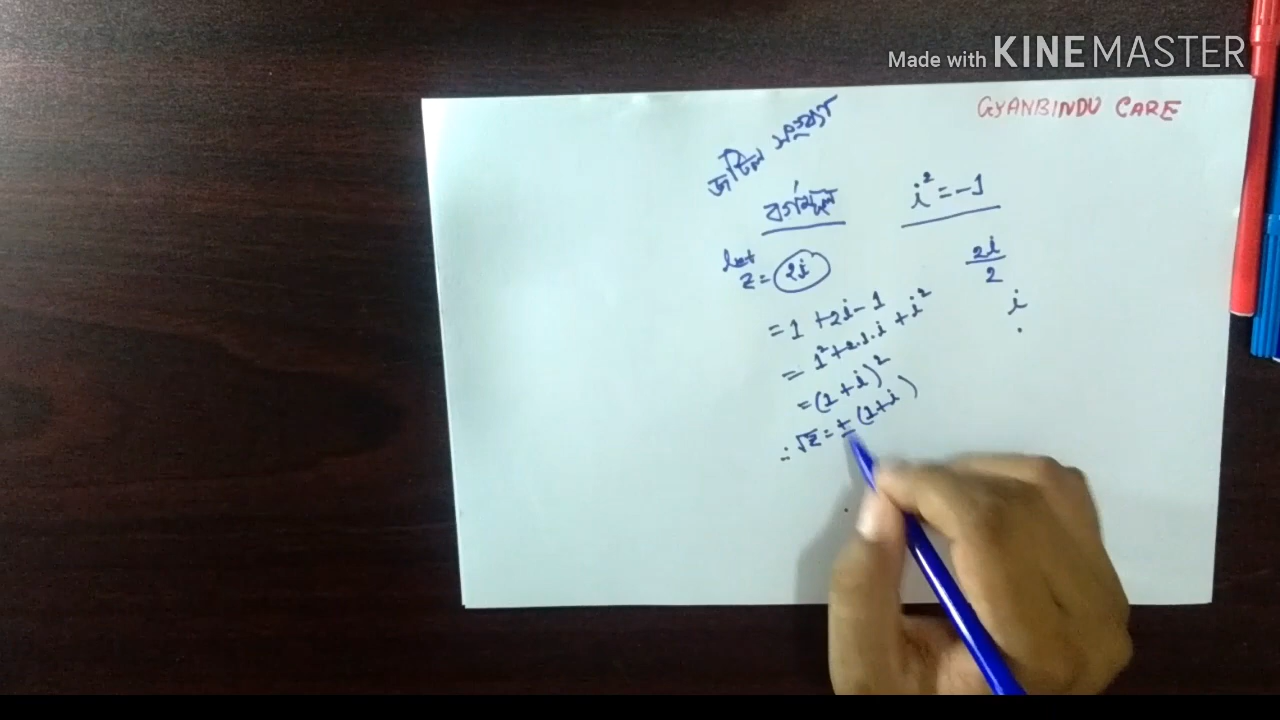 Made with KINEMASTER
GYANBINDU CARE
জটিল সংখ্যা
বর্গমূল
i² = -1
let
z = 2i
2i/2
i
= 1 + 2i - 1
= 1² + 2.1.i + i²
= (1 + i)²
∴ √z = ± (1+i)